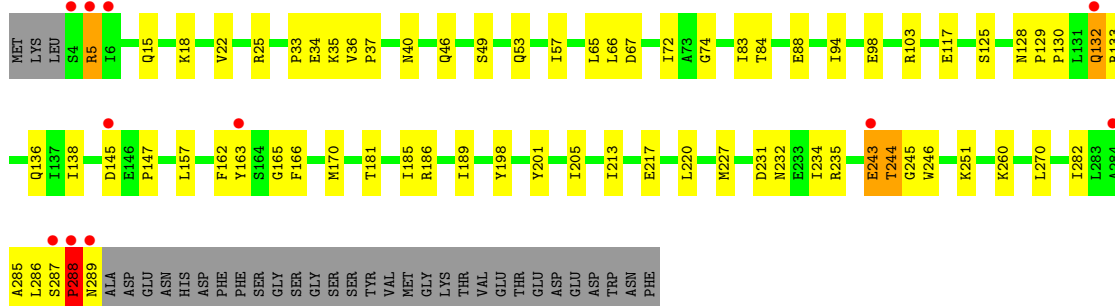 MET LYS LEU S4 R5 I6 Q15 K18 V22 R25 P33 E34 K35 V36 P37 N40 Q46 S49 Q53 I57 L65 L66 D67 I72 A73 G74 I83 T84 E88 I94 E98 R103 E117 S125 N128 P129 P130 L131 Q132
Q136 I137 I138 D145 E146 P147 L157 F162 Y163 S164 G165 F166 M170 T181 I185 R186 I189 Y198 Y201 I205 I213 E217 L220 M227 D231 N232 E233 I234 R235 E243 T244 G245 W246 K251 K260 L270 I282 L283
A285 L286 S287 P288 N289 ALA ASP GLU ASN HIS ASP PHE PHE SER GLY SER GLY SER SER TYR VAL MET GLY LYS THR VAL GLU THR GLU ASP GLU ASP TRP ASN PHE